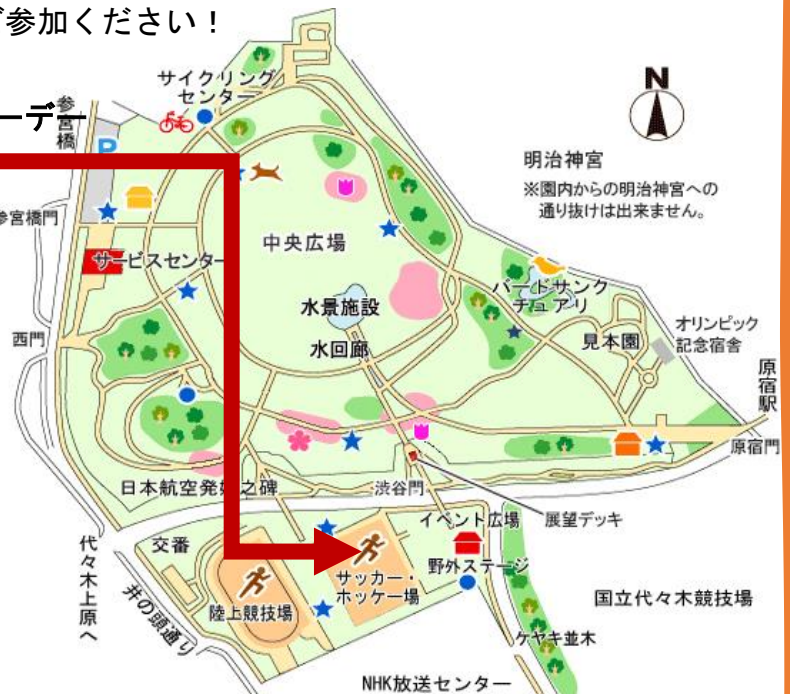 ご参加ください！
ーデー
サイクリング
センター
参宮橋
P
N
明治神宮
※園内からの明治神宮への
通り抜けは出来ません。
参宮橋門
中央広場
サービスセンター
バードサンク
チュアリ
水景施設
オリンピック
記念宿舎
西門
水回廊
見本園
原宿駅
原宿門
日本航空発始之碑
渋谷門
イベント広場
展望デッキ
代々木上原へ
交番
サッカー・
ホッケー場
野外ステージ
井の頭通り
陸上競技場
国立代々木競技場
ケヤキ並木
NHK放送センター